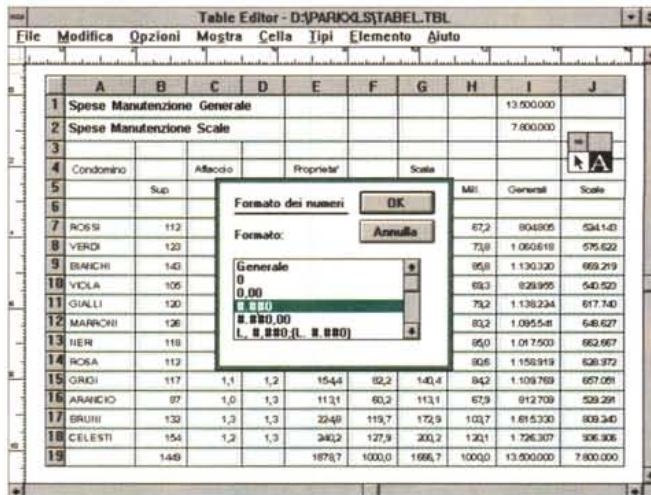 Table Editor - D:\PARKXLS\TABEL.TBL
File Modifica Opzioni Mostra Cella Tipi Elemento Aiuto
A B C D E F G H I J
1 Spese Manutenzione Generale 13.500.000
2 Spese Manutenzione Scale 7.800.000
3
4 Condomino Affaccio Proprieta' Scala
5 Sup Mill. Generali Scale
6
7 ROSSI 112 67,2 524.143
8 VERDI 123 73,8 1.060.618 575.622
9 BIANCHI 143 85,8 1.130.320 669.219
10 VIOLA 105 69,3 829.955 540.523
11 GIALLI 120 79,2 1.138.234 617.740
12 MARRONI 126 83,2 1.095.541 648.627
13 NERI 118 85,0 1.017.503 662.667
14 ROSA 112 80,6 1.158.919 628.972
15 GRIGI 117 1,1 1,2 154,4 82,2 140,4 84,2 1.109.769 657.051
16 ARANCIO 87 1,0 1,3 113,1 60,2 113,1 67,9 812.709 529.291
17 BRUNI 133 1,3 1,3 224,8 119,7 172,9 103,7 1.615.330 809.340
18 CELESTI 154 1,2 1,3 240,2 127,9 200,2 120,1 1.726.307
19 1449 1878,7 1000,0 1666,7 1000,0 13.500.000 7.800.000
A
Formato dei numeri
OK
Formato:
Annulla
Generale
0
0,00
#.##0
#.##0,00
L. #.##0;(L. #.##0)